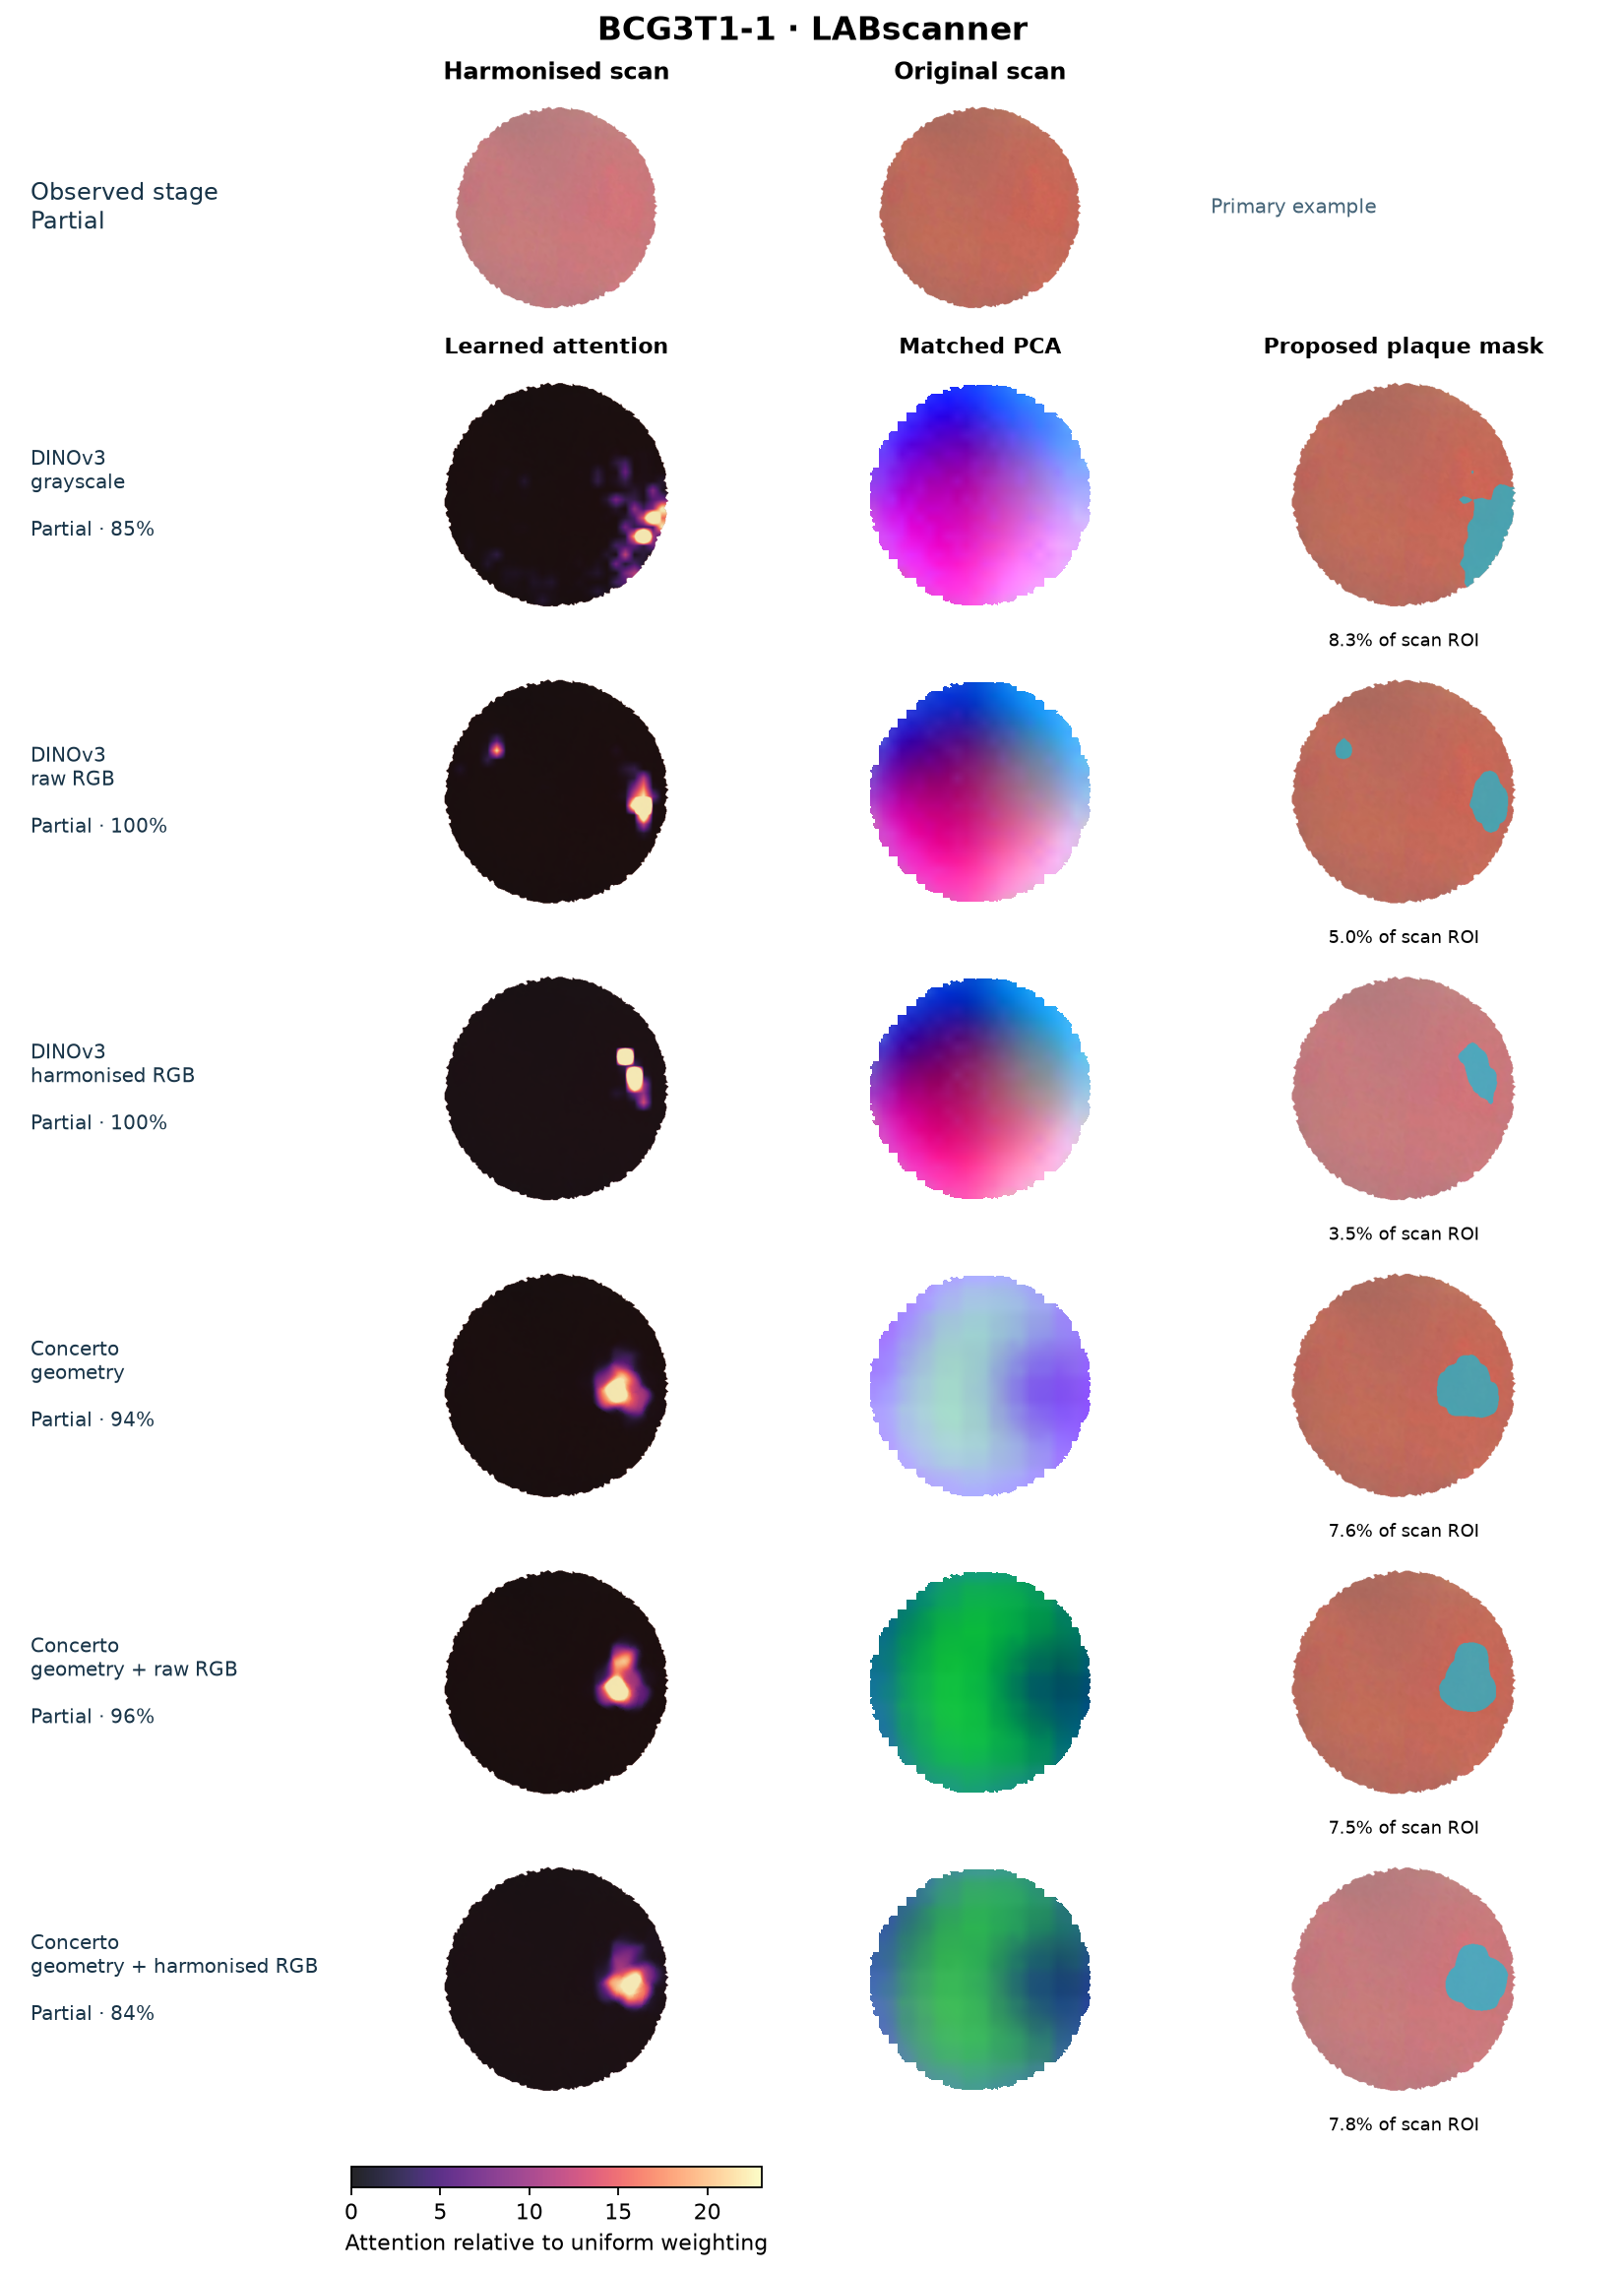 BCG3T1-1 · LABscanner
Harmonised scan
Original scan
Observed stage
Partial
Primary example
Learned attention
Matched PCA
Proposed plaque mask
DINOv3
grayscale
Partial · 85%
8.3% of scan ROI
DINOv3
raw RGB
Partial · 100%
5.0% of scan ROI
DINOv3
harmonised RGB
Partial · 100%
3.5% of scan ROI
Concerto
geometry
Partial · 94%
7.6% of scan ROI
Concerto
geometry + raw RGB
Partial · 96%
7.5% of scan ROI
Concerto
geometry + harmonised RGB
Partial · 84%
7.8% of scan ROI
0 5 10 15 20
Attention relative to uniform weighting